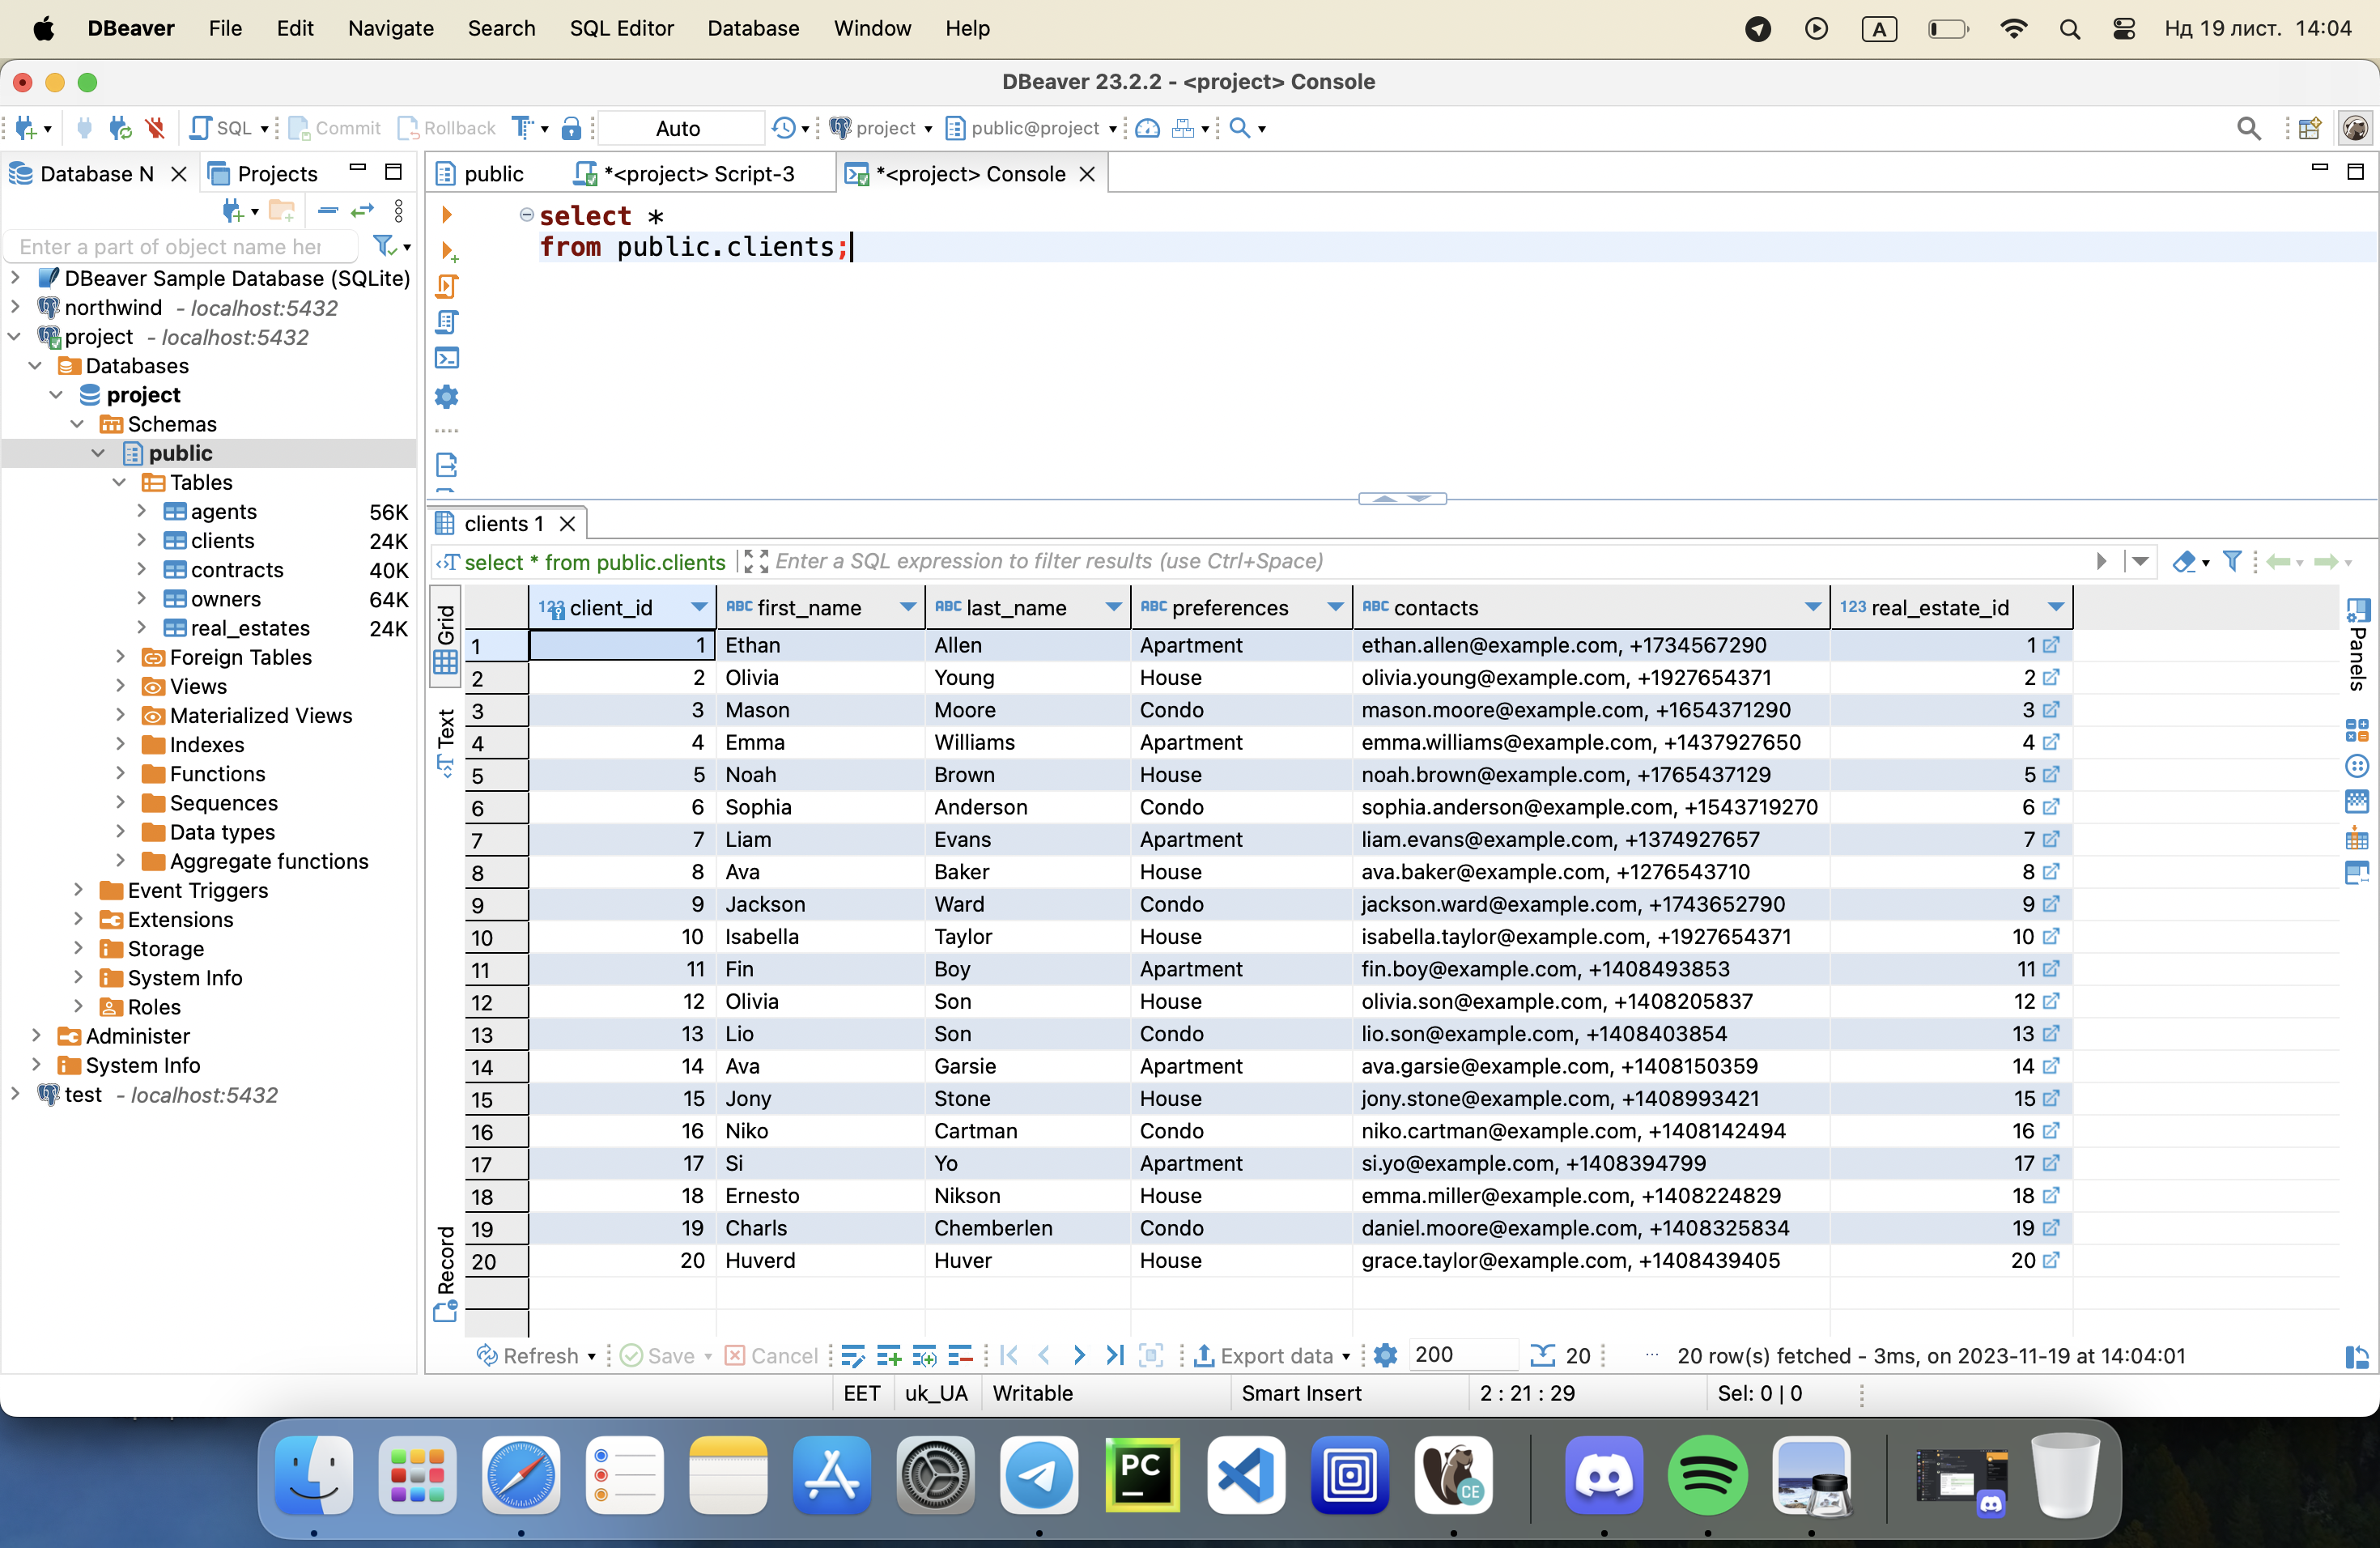 DBeaver File Edit Navigate Search SQL Editor Database Window Help A Нд 19 лист. 14:04
DBeaver 23.2.2 - <project> Console
SQL Commit Rollback Auto project public@project
Database N Projects
public *<project> Script-3 *<project> Console
Enter a part of object name her
DBeaver Sample Database (SQLite)
northwind - localhost:5432
project - localhost:5432
Databases
project
Schemas
public
Tables
agents 56K
clients 24K
contracts 40K
owners 64K
real_estates 24K
Foreign Tables
Views
Materialized Views
Indexes
Functions
Sequences
Data types
Aggregate functions
Event Triggers
Extensions
Storage
System Info
Roles
Administer
System Info
test - localhost:5432
select *
from public.clients;
clients 1
select * from public.clients Enter a SQL expression to filter results (use Ctrl+Space)
Grid
Text
Record
Panels
123 client_id ABC first_name ABC last_name ABC preferences ABC contacts 123 real_estate_id
1 1 Ethan Allen Apartment ethan.allen@example.com, +1734567290 1
2 2 Olivia Young House olivia.young@example.com, +1927654371 2
3 3 Mason Moore Condo mason.moore@example.com, +1654371290 3
4 4 Emma Williams Apartment emma.williams@example.com, +1437927650 4
5 5 Noah Brown House noah.brown@example.com, +1765437129 5
6 6 Sophia Anderson Condo sophia.anderson@example.com, +1543719270 6
7 7 Liam Evans Apartment liam.evans@example.com, +1374927657 7
8 8 Ava Baker House ava.baker@example.com, +1276543710 8
9 9 Jackson Ward Condo jackson.ward@example.com, +1743652790 9
10 10 Isabella Taylor House isabella.taylor@example.com, +1927654371 10
11 11 Fin Boy Apartment fin.boy@example.com, +1408493853 11
12 12 Olivia Son House olivia.son@example.com, +1408205837 12
13 13 Lio Son Condo lio.son@example.com, +1408403854 13
14 14 Ava Garsie Apartment ava.garsie@example.com, +1408150359 14
15 15 Jony Stone House jony.stone@example.com, +1408993421 15
16 16 Niko Cartman Condo niko.cartman@example.com, +1408142494 16
17 17 Si Yo Apartment si.yo@example.com, +1408394799 17
18 18 Ernesto Nikson House emma.miller@example.com, +1408224829 18
19 19 Charls Chemberlen Condo daniel.moore@example.com, +1408325834 19
20 20 Huverd Huver House grace.taylor@example.com, +1408439405 20
Refresh Save Cancel Export data 200 20 ... 20 row(s) fetched - 3ms, on 2023-11-19 at 14:04:01
EET uk_UA Writable Smart Insert 2 : 21 : 29 Sel: 0 | 0
PC
CE